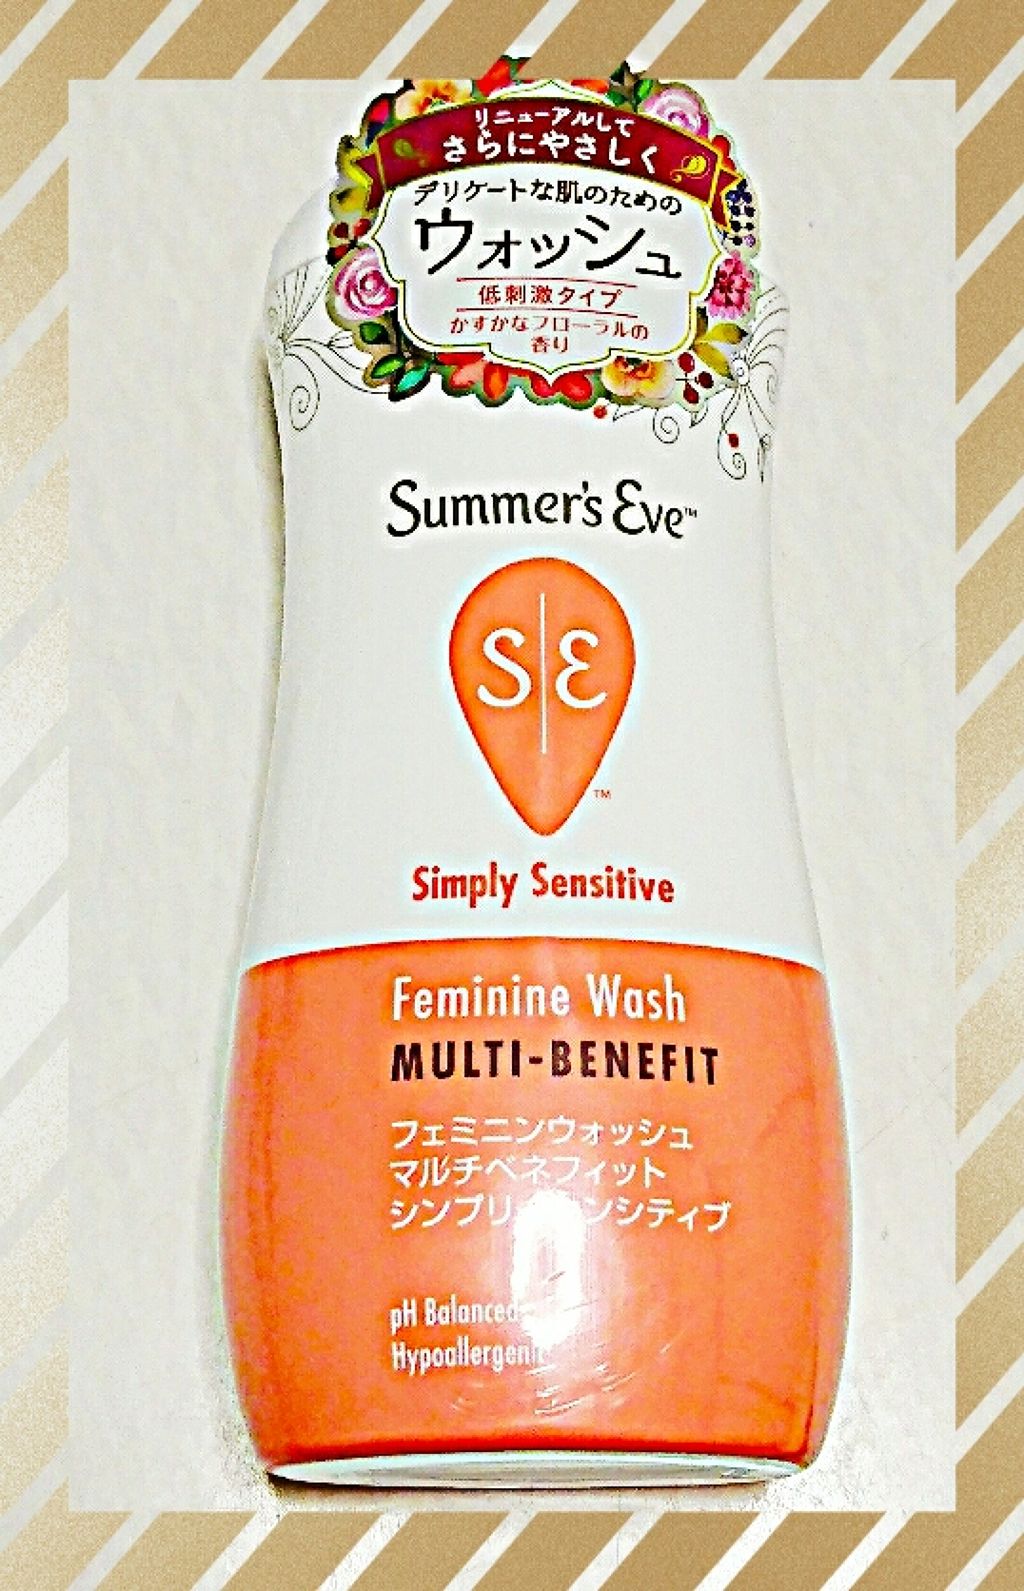 リニューアルして
さらにやさしく
デリケートな肌のための
ウォッシュ
低刺激タイプ
かすかなフローラルの
香り
Summer's Eve™
S|E
™
Simply Sensitive
Feminine Wash
MULTI-BENEFIT
フェミニンウォッシュ
マルチベネフィット
pH Balanced